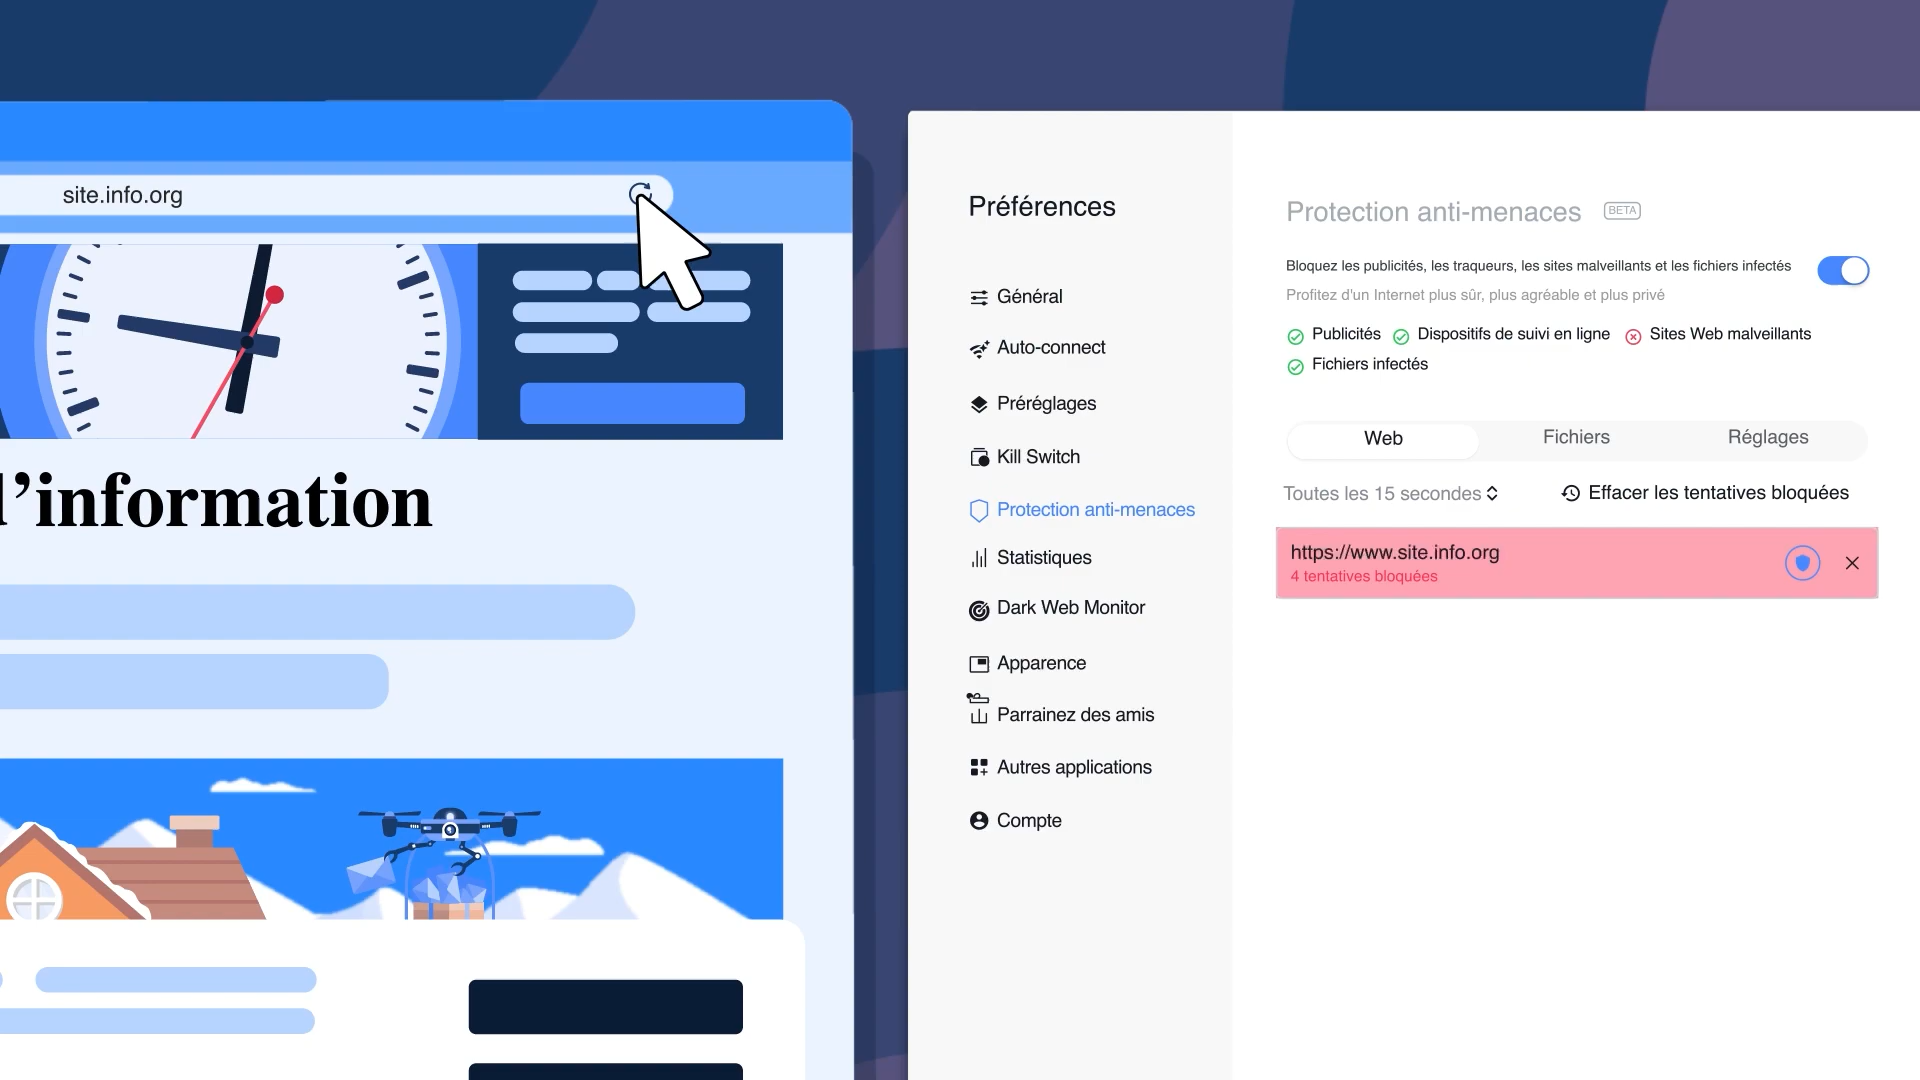 site.info.org
d’information
Préférences
Général
Auto-connect
Préréglages
Kill Switch
Protection anti-menaces
Statistiques
Dark Web Monitor
Apparence
Parrainez des amis
Autres applications
Compte
Protection anti-menaces BETA
Bloquez les publicités, les traqueurs, les sites malveillants et les fichiers infectés
Profitez d'un Internet plus sûr, plus agréable et plus privé
Publicités Dispositifs de suivi en ligne Sites Web malveillants
Fichiers infectés
Web Fichiers Réglages
Toutes les 15 secondes Effacer les tentatives bloquées
https://www.site.info.org
4 tentatives bloquées